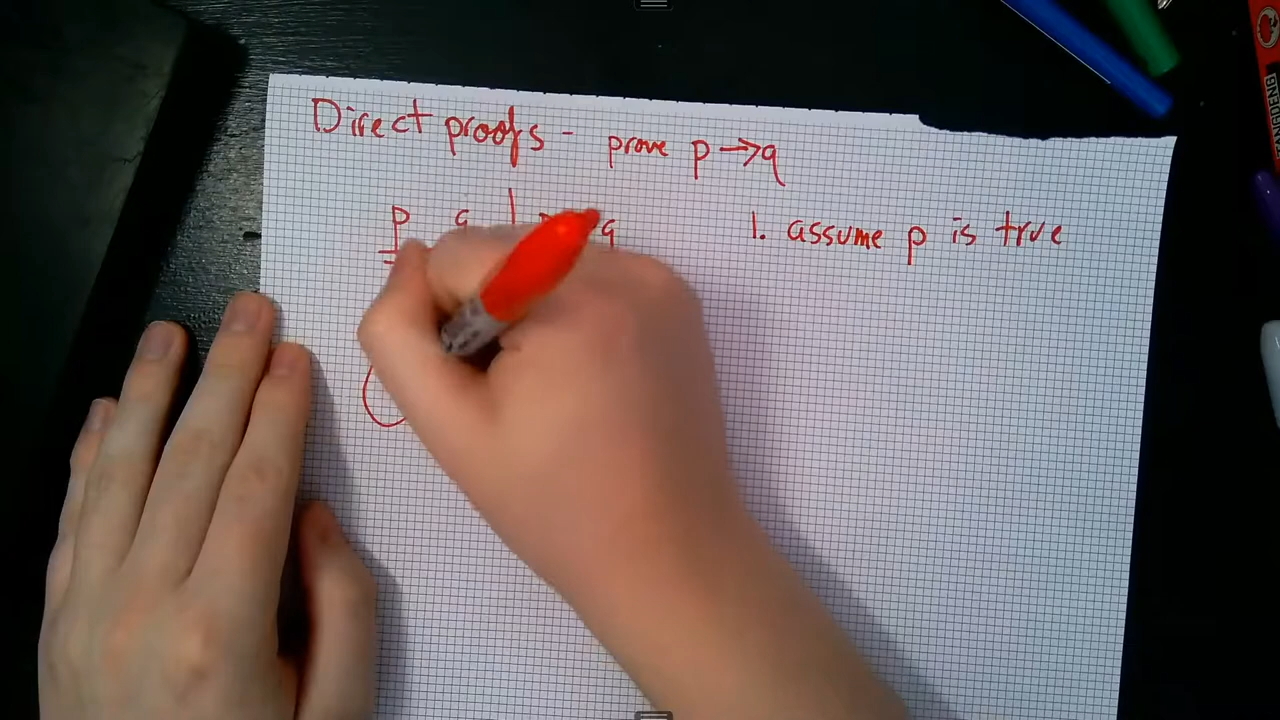 Direct proofs - prove p → q
p q q
1. assume p is true